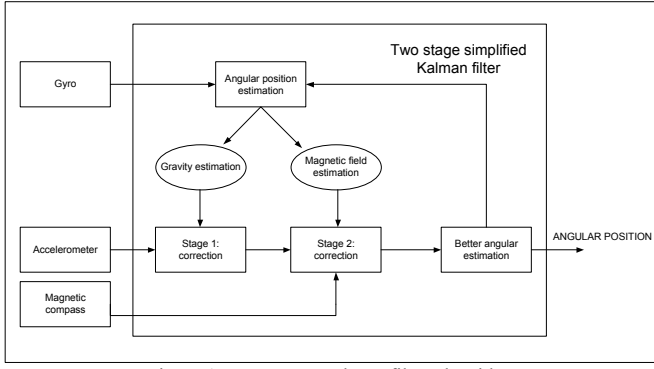 Two stage simplified
Kalman filter
Gyro
Angular position
estimation
Gravity estimation
Magnetic field
estimation
Accelerometer
Stage 1:
correction
Stage 2:
correction
Better angular
estimation
ANGULAR POSITION
Magnetic
compass